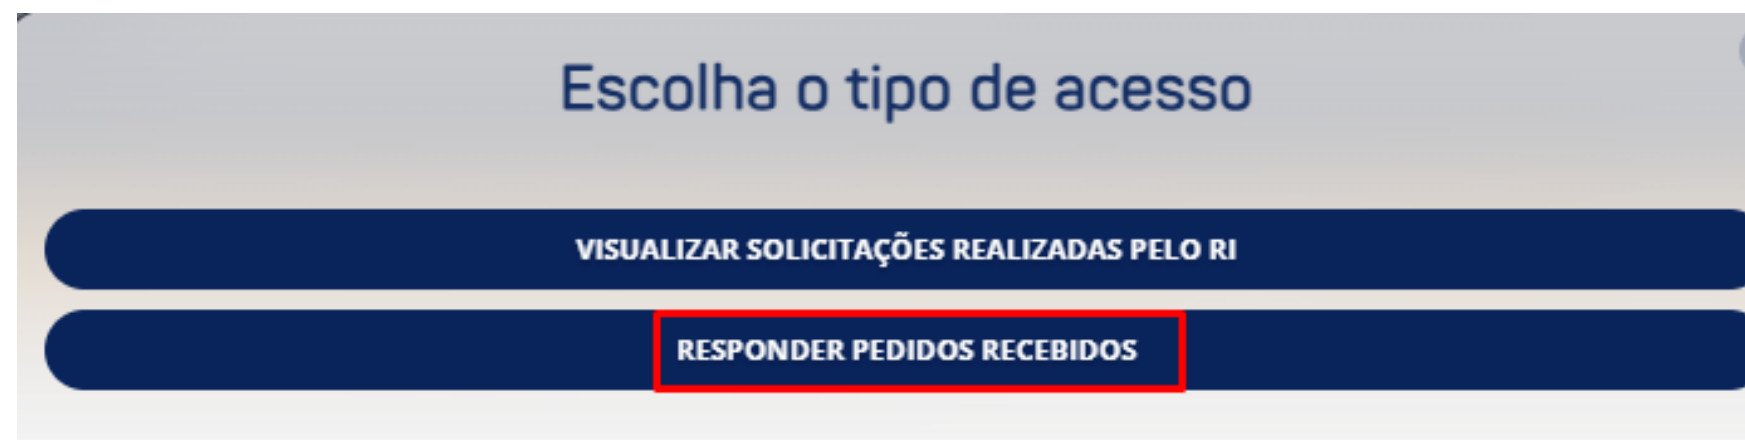 Escolha o tipo de acesso
VISUALIZAR SOLICITAÇÕES REALIZADAS PELO RI
RESPONDER PEDIDOS RECEBIDOS